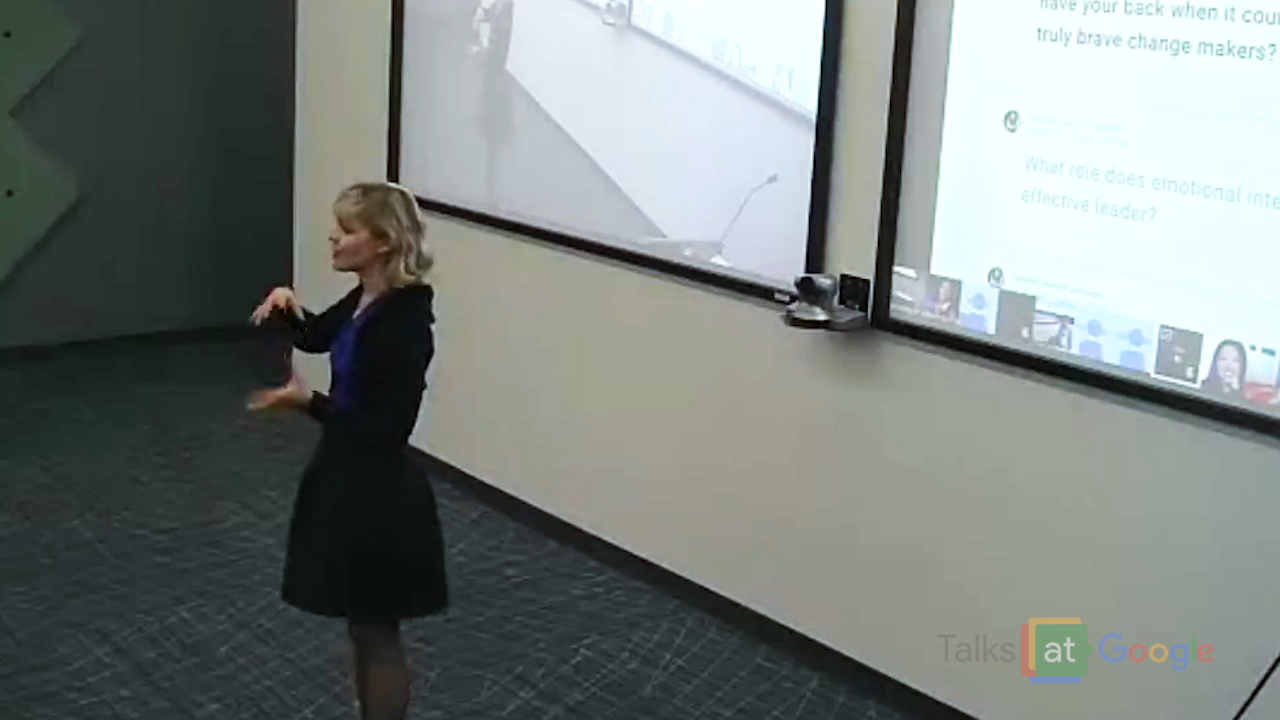 have your back when it cou
truly brave change makers?
What role does emotional inte
effective leader?
Talks at Google